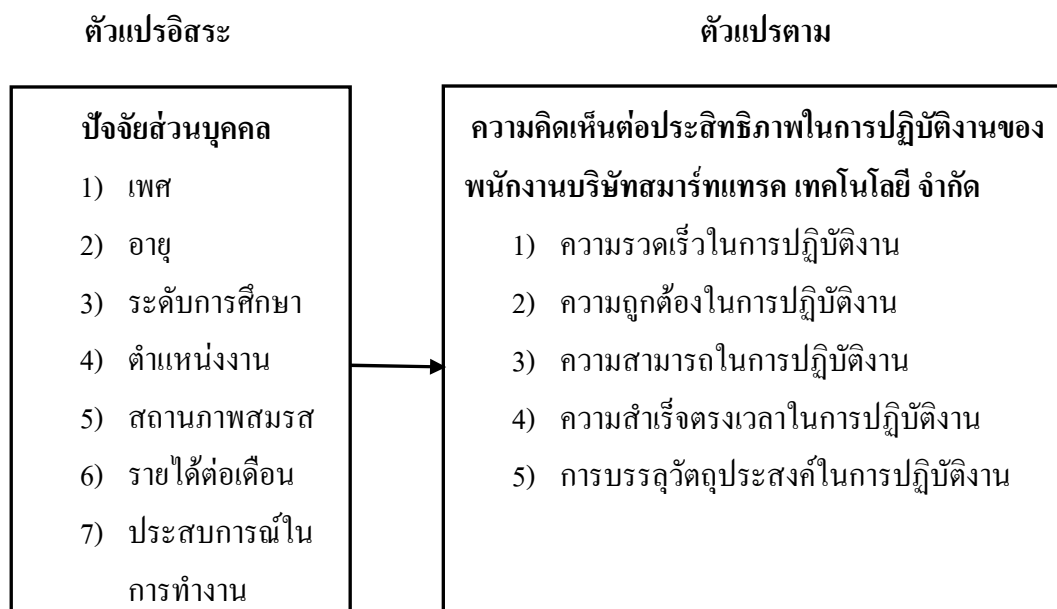 ตัวแปรอิสระ
ตัวแปรตาม
ปัจจัยส่วนบุคคล
1) เพศ
2) อายุ
3) ระดับการศึกษา
4) ตำแหน่งงาน
5) สถานภาพสมรส
6) รายได้ต่อเดือน
7) ประสบการณ์ใน
การทำงาน
ความคิดเห็นต่อประสิทธิภาพในการปฏิบัติงานของ
พนักงานบริษัทสมาร์ทแทรค เทคโนโลยี จำกัด
1) ความรวดเร็วในการปฏิบัติงาน
2) ความถูกต้องในการปฏิบัติงาน
3) ความสามารถในการปฏิบัติงาน
4) ความสำเร็จตรงเวลาในการปฏิบัติงาน
5) การบรรลุวัตถุประสงค์ในการปฏิบัติงาน